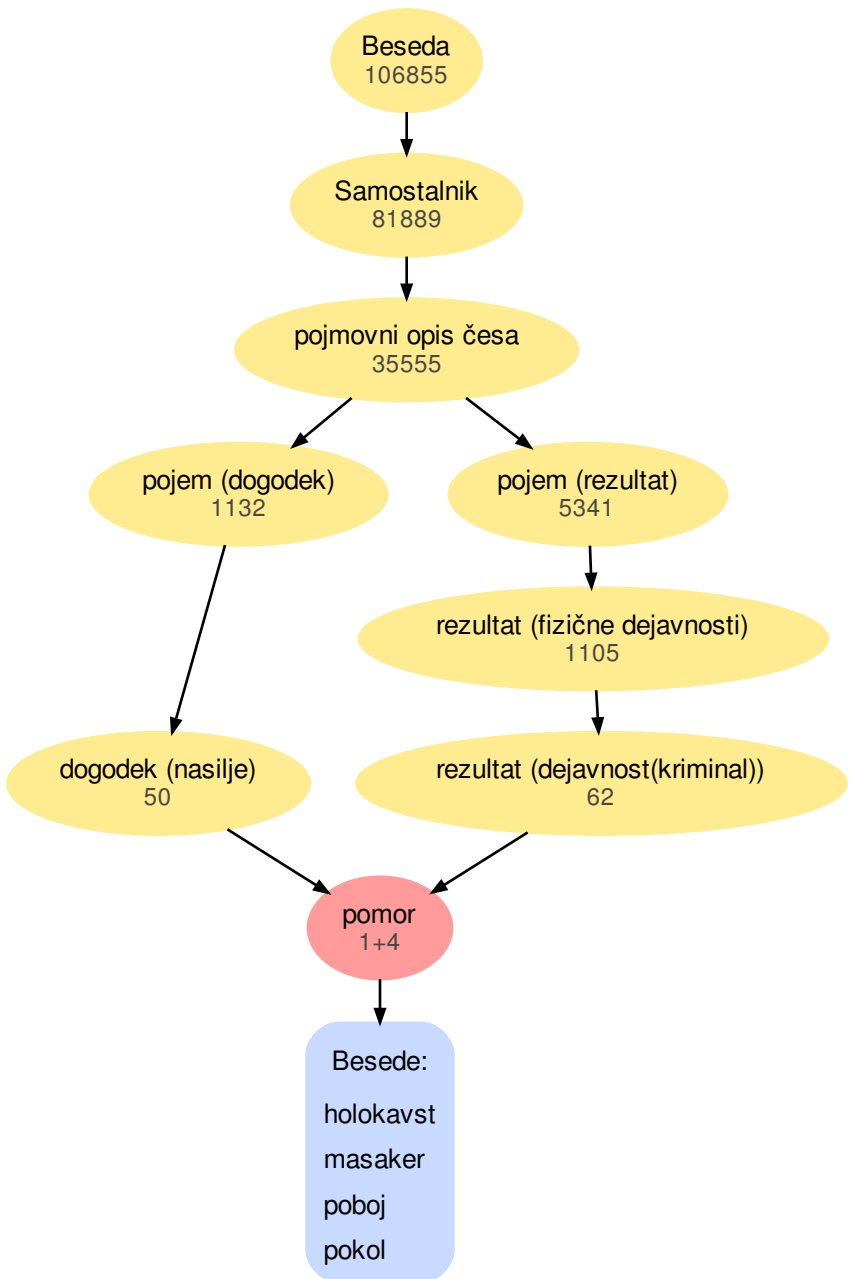 Beseda
106855
Samostalnik
81889
pojmovni opis česa
35555
pojem (dogodek)
1132
pojem (rezultat)
5341
rezultat (fizične dejavnosti)
1105
dogodek (nasilje)
50
rezultat (dejavnost(kriminal))
62
pomor
1+4
Besede:
holokavst
masaker
poboj
pokol